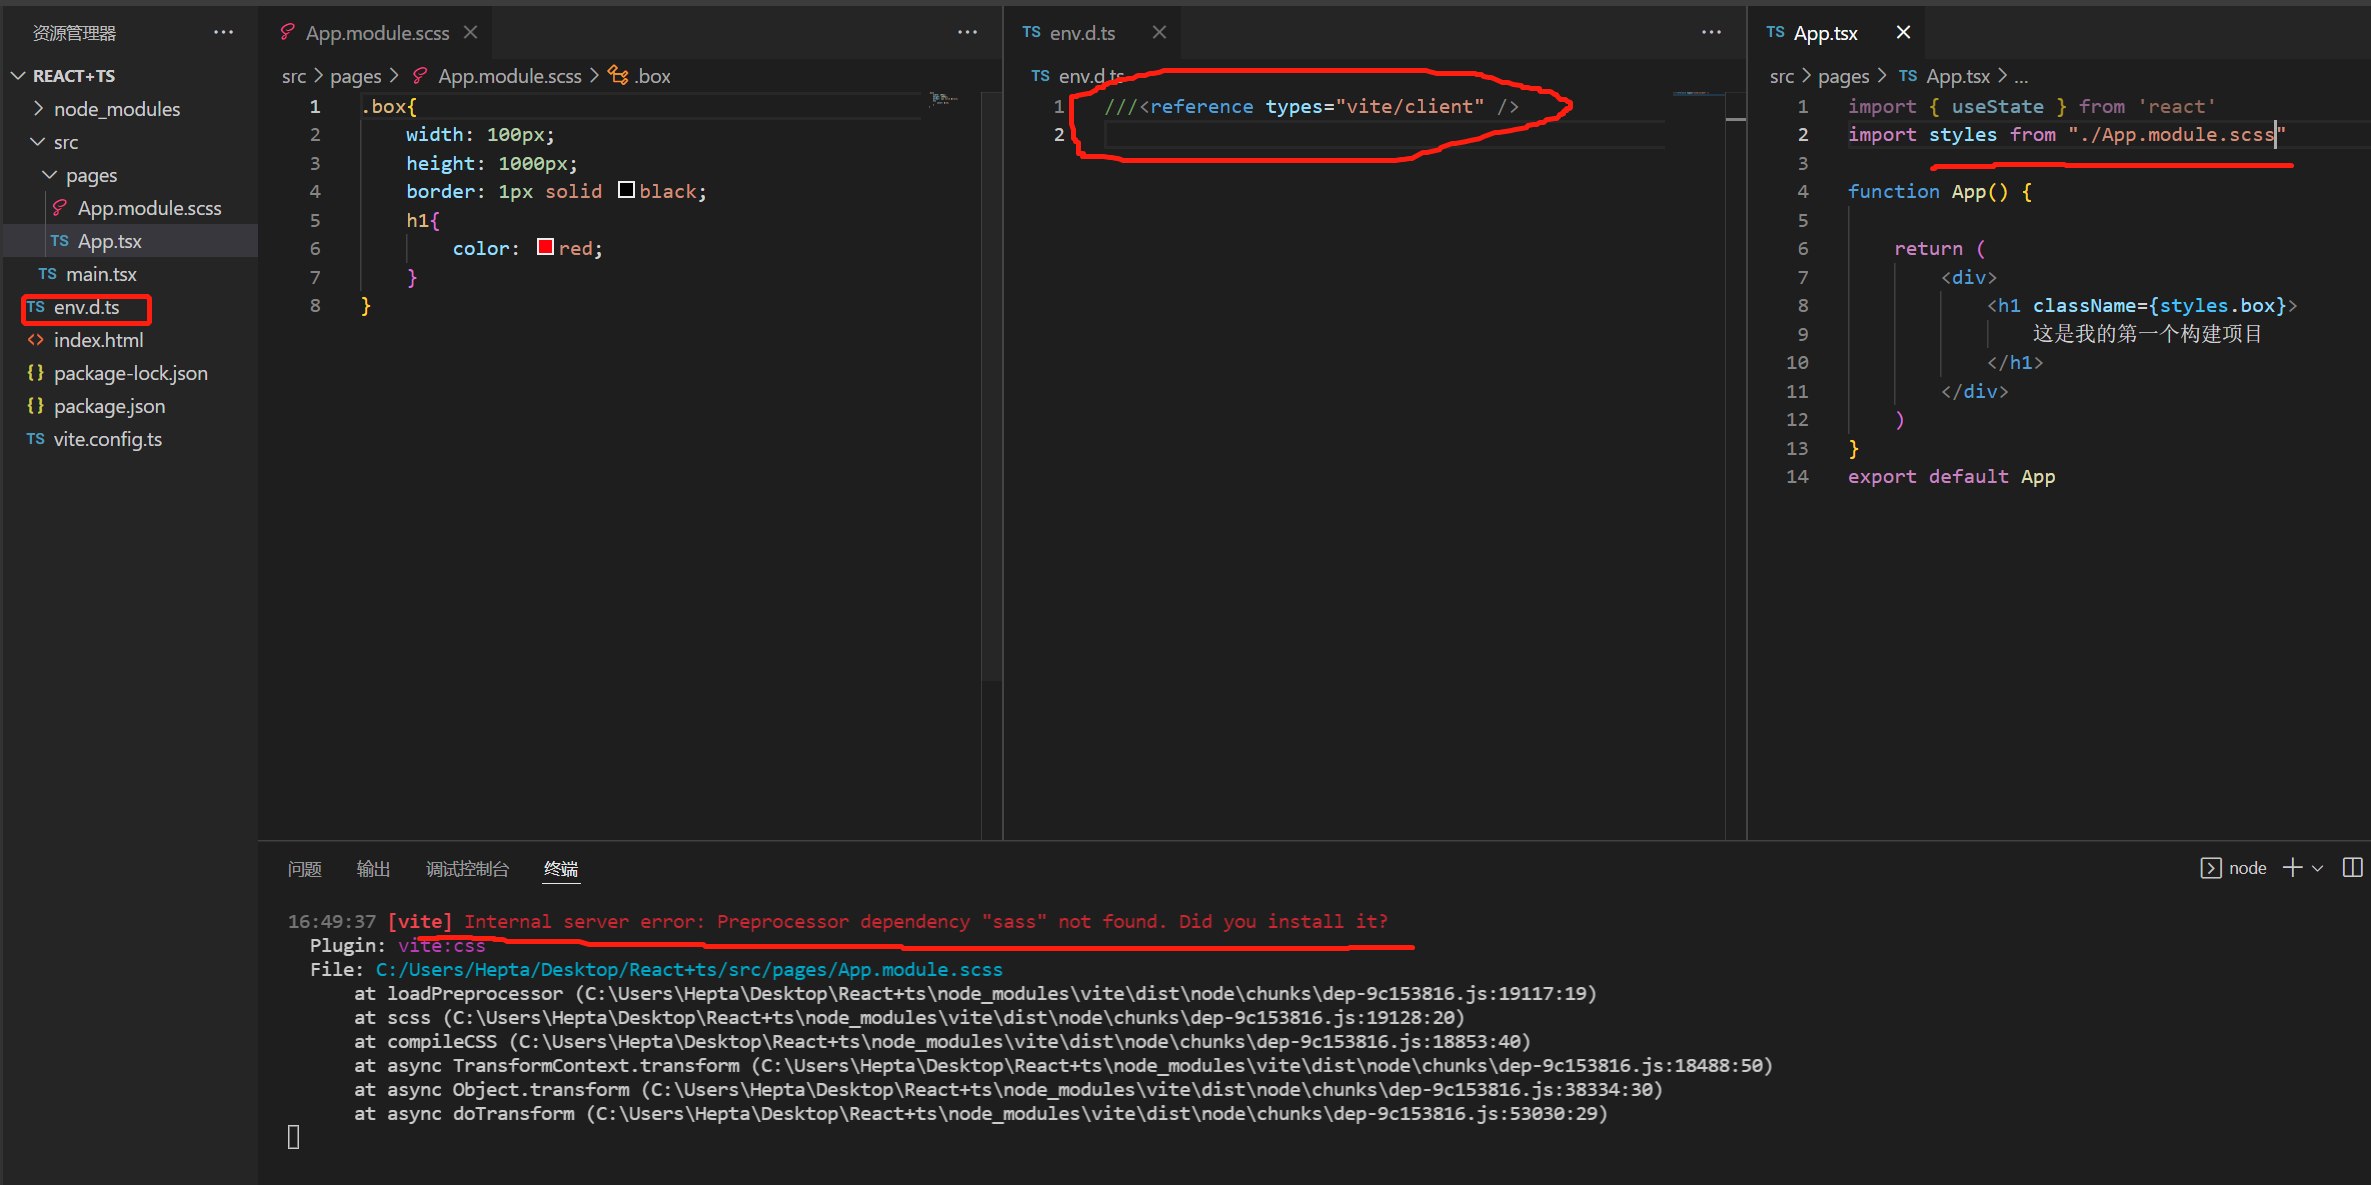 资源管理器
REACT+TS
node_modules
src
pages
App.module.scss
TS App.tsx
TS main.tsx
TS env.d.ts
<> index.html
{} package-lock.json
{} package.json
TS vite.config.ts
App.module.scss
src > pages > App.module.scss > .box
1 .box{
2 width: 100px;
3 height: 1000px;
4 border: 1px solid black;
5 h1{
6 color: red;
7 }
8 }
TS env.d.ts
TS env.d.ts
1 ///<reference types="vite/client" />
2
TS App.tsx
src > pages > TS App.tsx > ...
1 import { useState } from 'react'
2 import styles from "./App.module.scss"
3
4 function App() {
5
6 return (
7 <div>
8 <h1 className={styles.box}>
9 这是我的第一个构建项目
10 </h1>
11 </div>
12 )
13 }
14 export default App
问题 输出 调试控制台 终端
node
16:49:37 [vite] Internal server error: Preprocessor dependency "sass" not found. Did you install it?
Plugin: vite:css
File: C:/Users/Hepta/Desktop/React+ts/src/pages/App.module.scss
at loadPreprocessor (C:\Users\Hepta\Desktop\React+ts\node_modules\vite\dist\node\chunks\dep-9c153816.js:19117:19)
at scss (C:\Users\Hepta\Desktop\React+ts\node_modules\vite\dist\node\chunks\dep-9c153816.js:19128:20)
at compileCSS (C:\Users\Hepta\Desktop\React+ts\node_modules\vite\dist\node\chunks\dep-9c153816.js:18853:40)
at async TransformContext.transform (C:\Users\Hepta\Desktop\React+ts\node_modules\vite\dist\node\chunks\dep-9c153816.js:18488:50)
at async Object.transform (C:\Users\Hepta\Desktop\React+ts\node_modules\vite\dist\node\chunks\dep-9c153816.js:38334:30)
at async doTransform (C:\Users\Hepta\Desktop\React+ts\node_modules\vite\dist\node\chunks\dep-9c153816.js:53030:29)